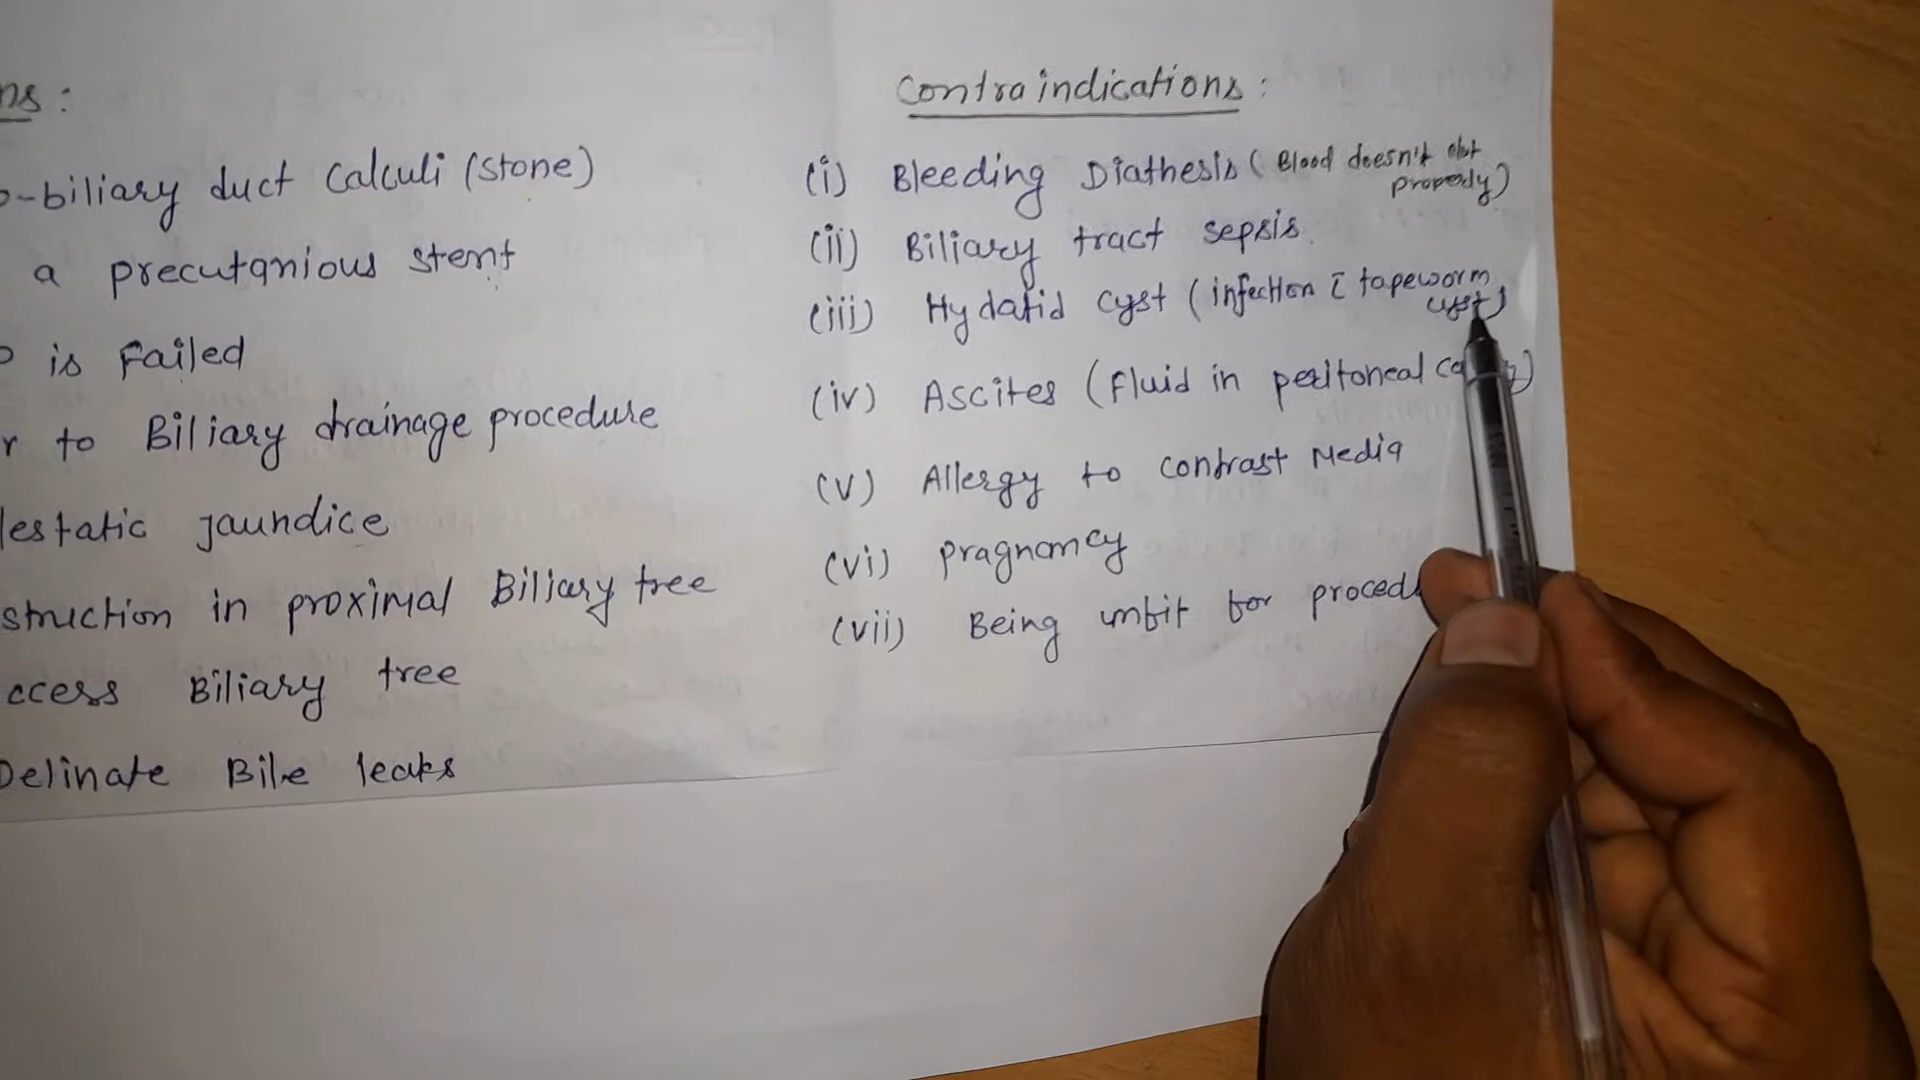 ns :
o-biliary duct calculi (stone)
a precutanious stent
is Failed
r to Biliary drainage procedure
lestatic jaundice
struction in proximal Biliary tree
ccess Biliary tree
Delinate Bile leaks
Contraindications :
(i) Bleeding Diathesis (Blood doesn't clot
properly)
(ii) Biliary tract sepsis.
(iii) Hydatid cyst (infection c̄ tapeworm
cyst)
(iv) Ascites (Fluid in peritoneal
(v) Allergy to contrast Media
(vi) pragnancy
(vii) Being unfit for proced